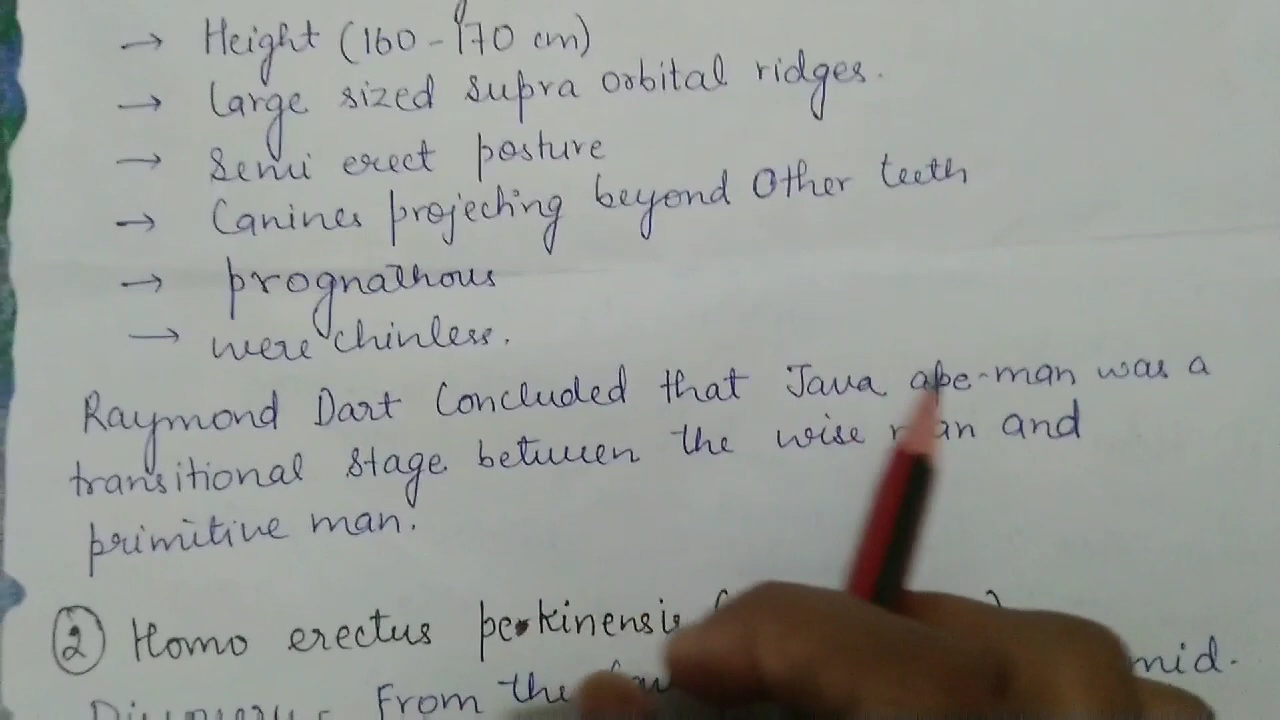 → Height (160-170 cm)
→ Large sized supra orbital ridges.
→ Semi erect posture
→ Canines projecting beyond Other teeth
→ prognathous
→ were chinless.
Raymond Dart Concluded that Java ape-man was a
transitional stage between the wise man and
primitive man.
② Homo erectus pekinensis (
From the mid.